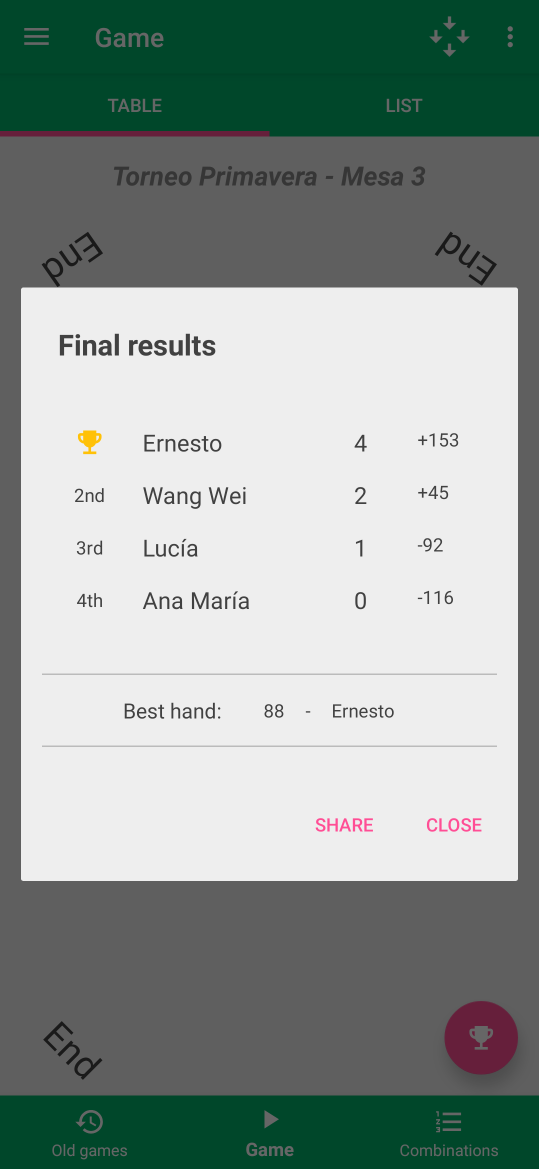 Game
TABLE LIST
Torneo Primavera - Mesa 3
End End
Final results
Ernesto 4 +153
2nd Wang Wei 2 +45
3rd Lucía 1 -92
4th Ana María 0 -116
Best hand: 88 - Ernesto
SHARE CLOSE
End
Old games Game Combinations